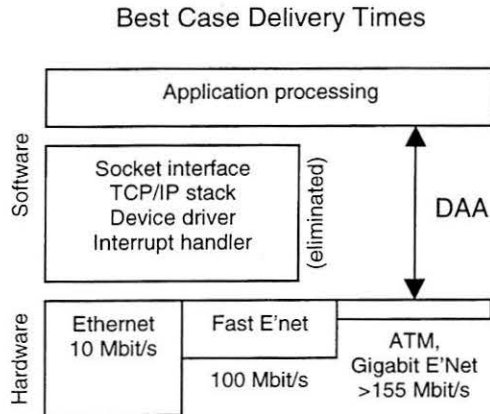 Best Case Delivery Times
Application processing
Software
Socket interface
TCP/IP stack
Device driver
Interrupt handler
(eliminated)
DAA
Hardware
Ethernet
10 Mbit/s
Fast E'net
100 Mbit/s
ATM,
Gigabit E'Net
>155 Mbit/s